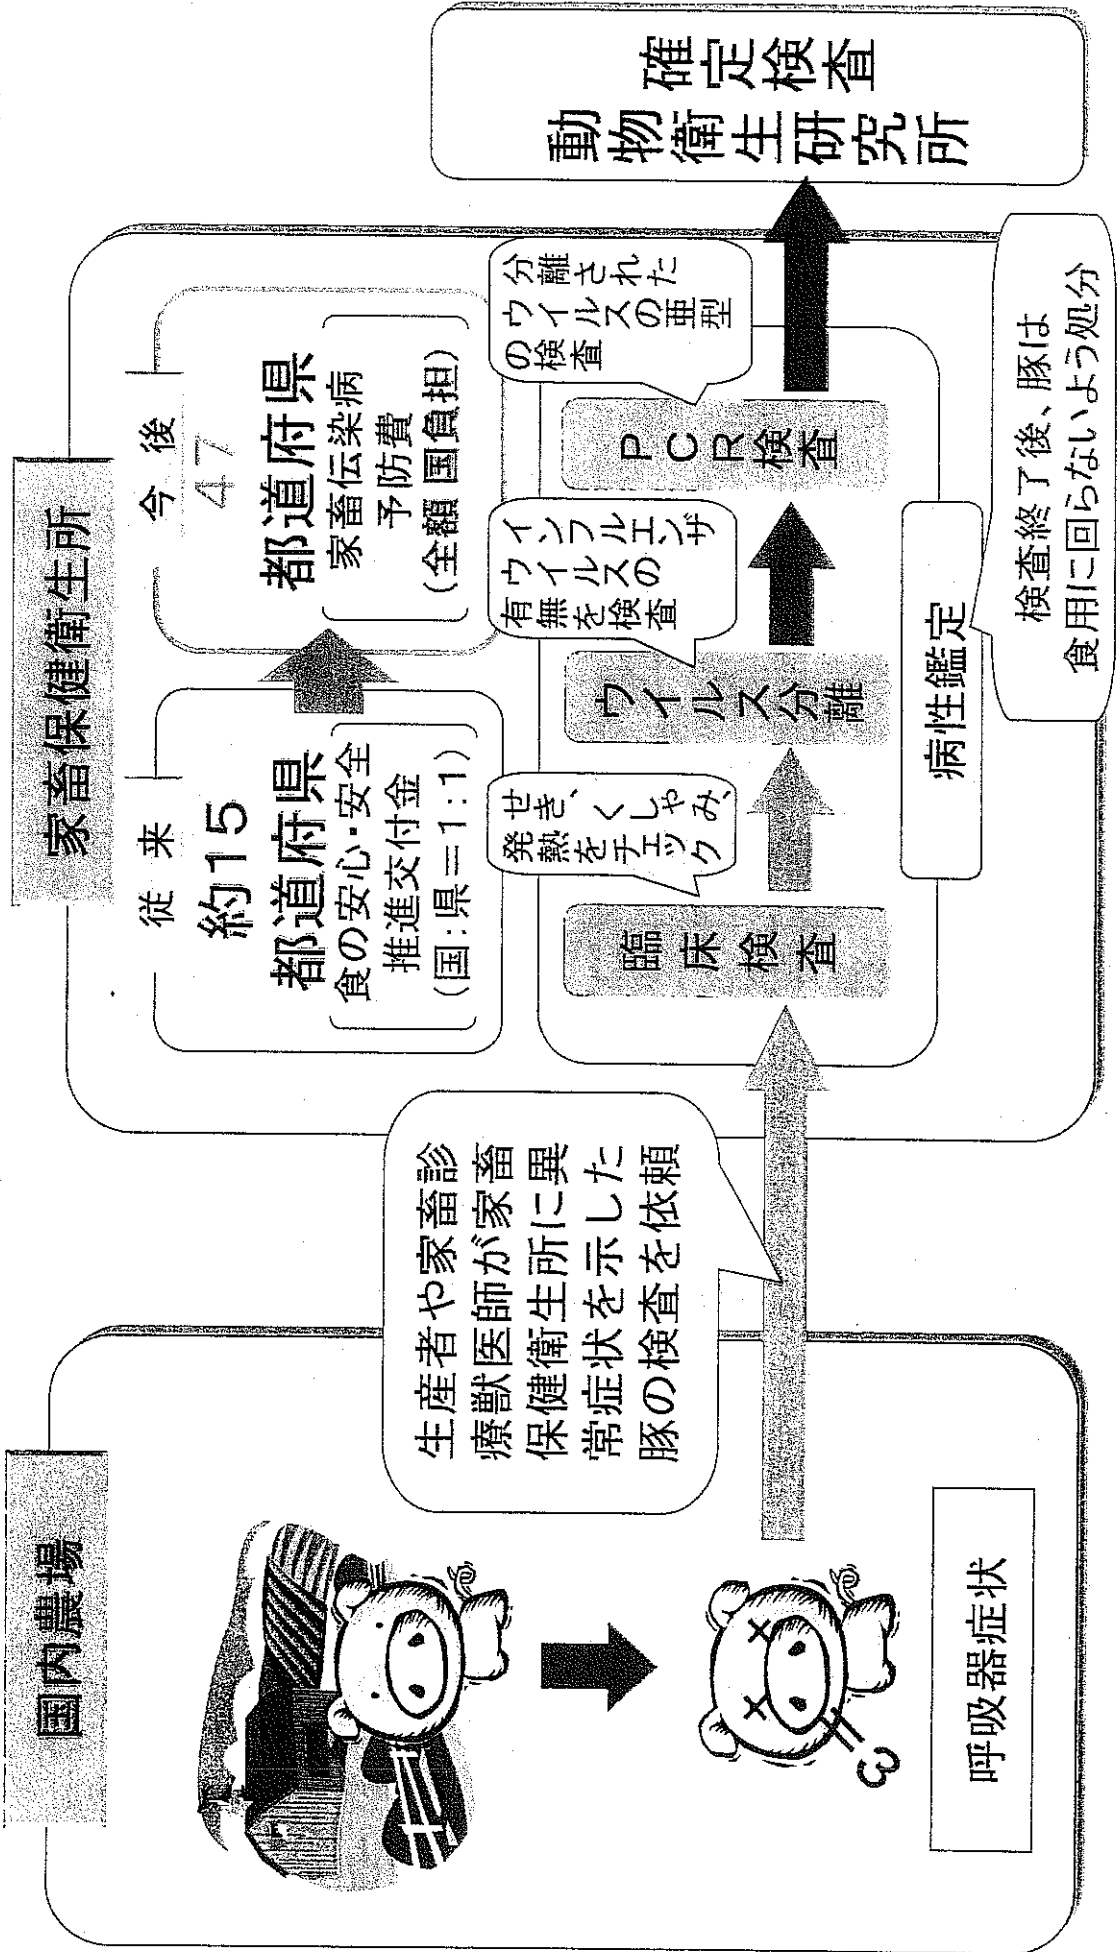 国内農場
呼吸器症状
生産者や家畜診
療獣医師が家畜
保健衛生所に異
常症状を示した
豚の検査を依頼
家畜保健衛生所
従来
約15
都道府県
食の安心・安全
推進交付金
(国:県=1:1)
今後
47
都道府県
家畜伝染病
予防費
(全額 国負担)
臨床検査
せき、くしゃみ、
発熱をチェック
ウイルス分離
インフルエンザ
ウイルスの
有無を検査
PCR検査
分離された
ウイルスの亜型
の検査
病性鑑定
検査終了後、豚は
食用に回らないよう処分
確定検査
動物衛生研究所